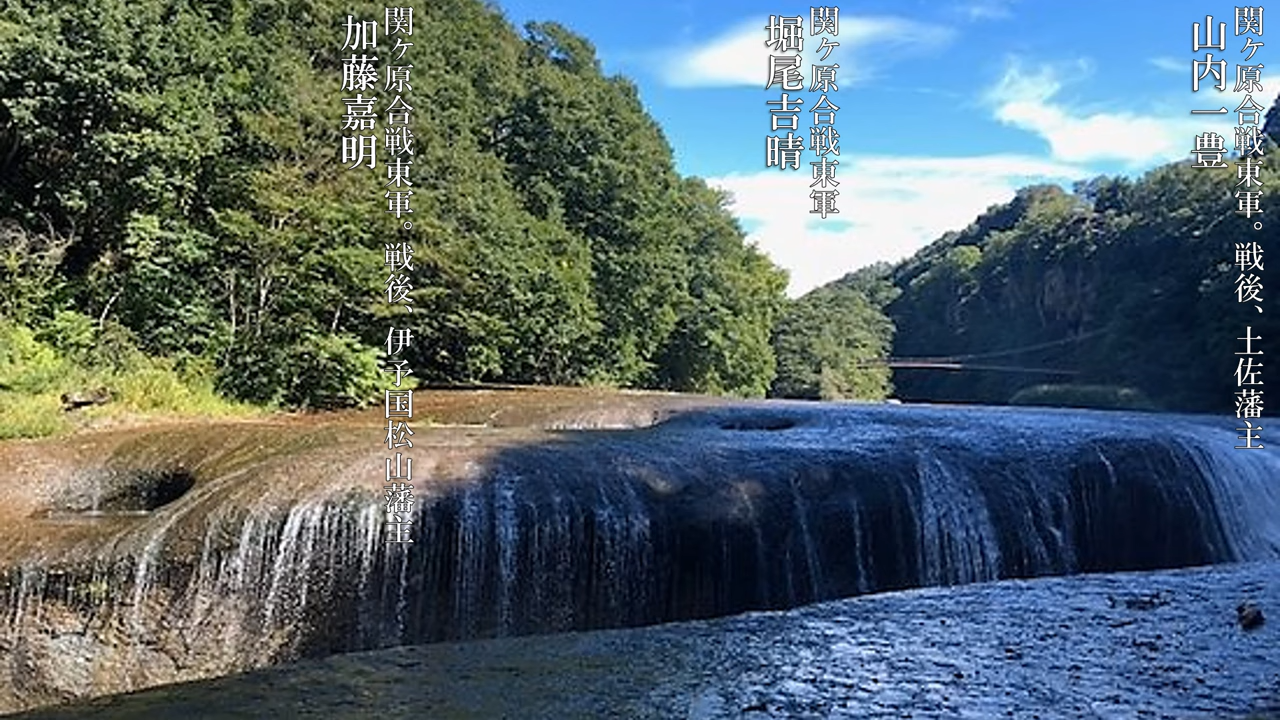 関ヶ原合戦東軍。戦後、土佐藩主
山内一豊
関ヶ原合戦東軍
堀尾吉晴
関ヶ原合戦東軍。戦後、伊予国松山藩主
加藤嘉明